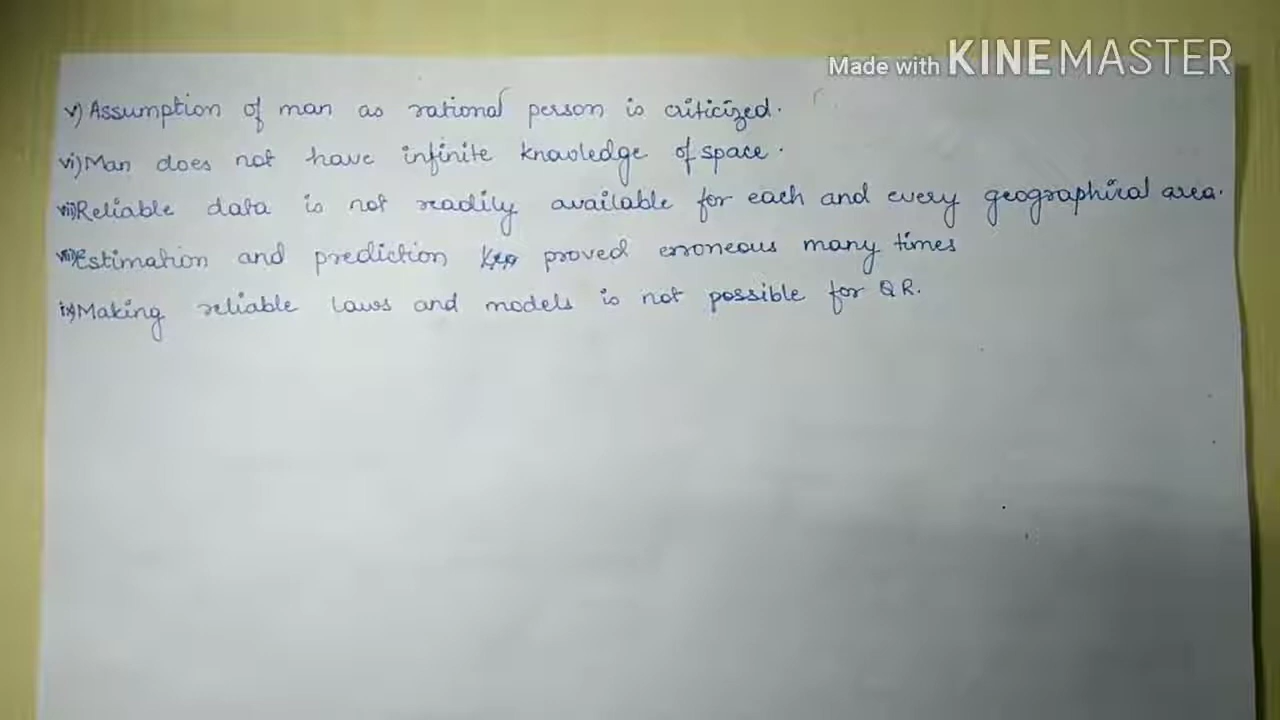 Made with KINEMASTER
v) Assumption of man as rational person is criticized.
vi) Man does not have infinite knowledge of space.
vii) Reliable data is not readily available for each and every geographical area.
viii) Estimation and prediction proved erroneous many times
ix) Making reliable laws and models is not possible for QR.